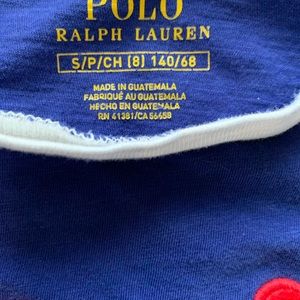 POLO
RALPH LAUREN
S/P/CH (8) 140/68
MADE IN GUATEMALA
FABRIQUÉ AU GUATEMALA
HECHO EN GUATEMALA
RN 41381/CA 56458